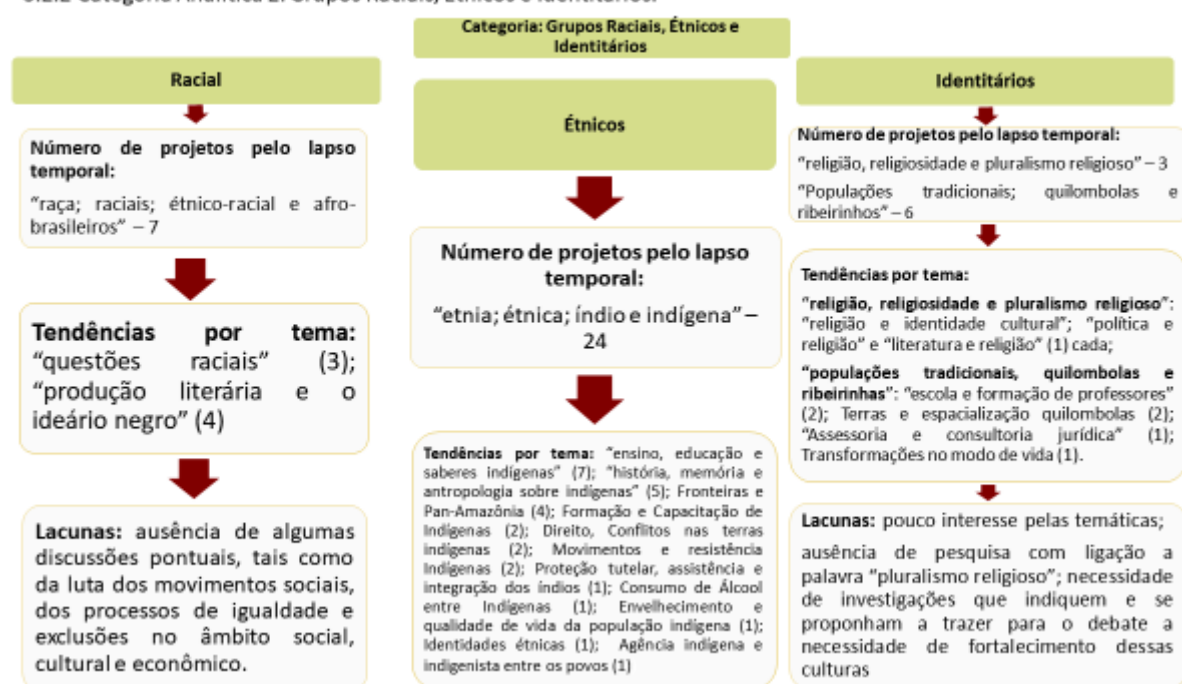 3.2.2 Categoria Analítica 2: Grupos Raciais, Étnicos e Identitários.
Categoria: Grupos Raciais, Étnicos e
Identitários
Racial
Número de projetos pelo lapso
temporal:
“raça; raciais; étnico-racial e afro-
brasileiros” – 7
Tendências por tema:
“questões raciais” (3);
“produção literária e o
ideário negro” (4)
Lacunas: ausência de algumas
discussões pontuais, tais como
da luta dos movimentos sociais,
dos processos de igualdade e
exclusões no âmbito social,
cultural e econômico.
Étnicos
Número de projetos pelo lapso
temporal:
“etnia; étnica; índio e indígena” –
24
Tendências por tema: “ensino, educação e
saberes indígenas” (7); “história, memória e
antropologia sobre indígenas” (5); Fronteiras e
Pan-Amazônia (4); Formação e Capacitação de
Indígenas (2); Direito, Conflitos nas terras
indígenas (2); Movimentos e resistência
Indígenas (2); Proteção tutelar, assistência e
integração dos índios (1); Consumo de Álcool
entre Indígenas (1); Envelhecimento e
qualidade de vida da população indígena (1);
Identidades étnicas (1); Agência indígena e
indigenista entre os povos (1)
Identitários
Número de projetos pelo lapso temporal:
“religião, religiosidade e pluralismo religioso” – 3
“Populações tradicionais; quilombolas e
ribeirinhos” – 6
Tendências por tema:
“religião, religiosidade e pluralismo religioso”:
“religião e identidade cultural”; “política e
religião” e “literatura e religião” (1) cada;
“populações tradicionais, quilombolas e
ribeirinhas”: “escola e formação de professores”
(2); Terras e espacialização quilombolas (2);
“Assessoria e consultoria jurídica” (1);
Transformações no modo de vida (1).
Lacunas: pouco interesse pelas temáticas;
ausência de pesquisa com ligação a
palavra “pluralismo religioso”; necessidade
de investigações que indiquem e se
proponham a trazer para o debate a
necessidade de fortalecimento dessas
culturas